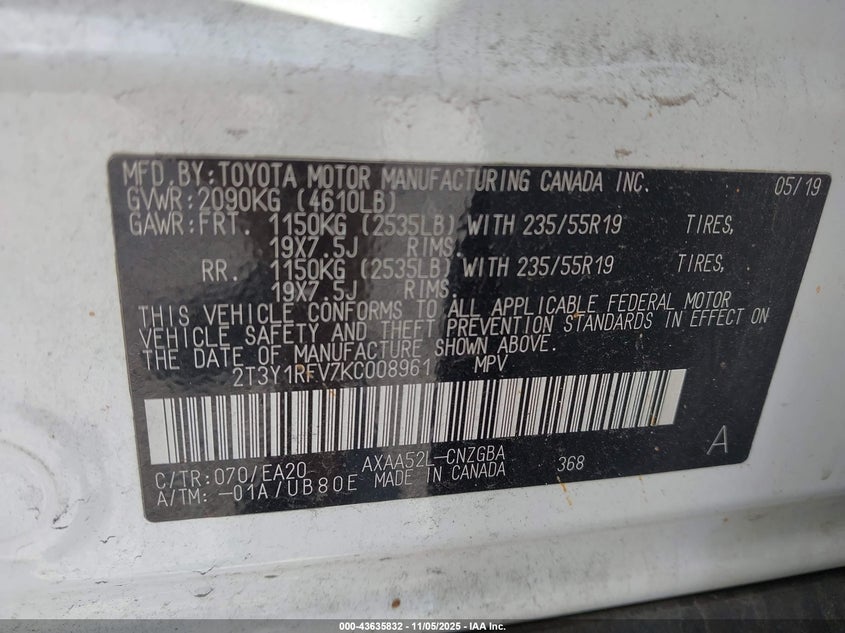 MFD.BY:TOYOTA MOTOR MANUFACTURING CANADA INC. 05/19
GVWR:2090KG (4610LB)
GAWR:FRT. 1150KG (2535LB) WITH 235/55R19 TIRES,
19X7.5J RIMS.
RR. 1150KG (2535LB) WITH 235/55R19 TIRES,
19X7.5J RIMS.
THIS VEHICLE CONFORMS TO ALL APPLICABLE FEDERAL MOTOR
VEHICLE SAFETY AND THEFT PREVENTION STANDARDS IN EFFECT ON
THE DATE OF MANUFACTURE SHOWN ABOVE.
2T3Y1RFV7KC008961 MPV
A
C/TR:070/EA20 AXAA52L-CNZGBA 368
A/TM: -01A/UB80E MADE IN CANADA
000-43635832 - 11/05/2025 - IAA Inc.